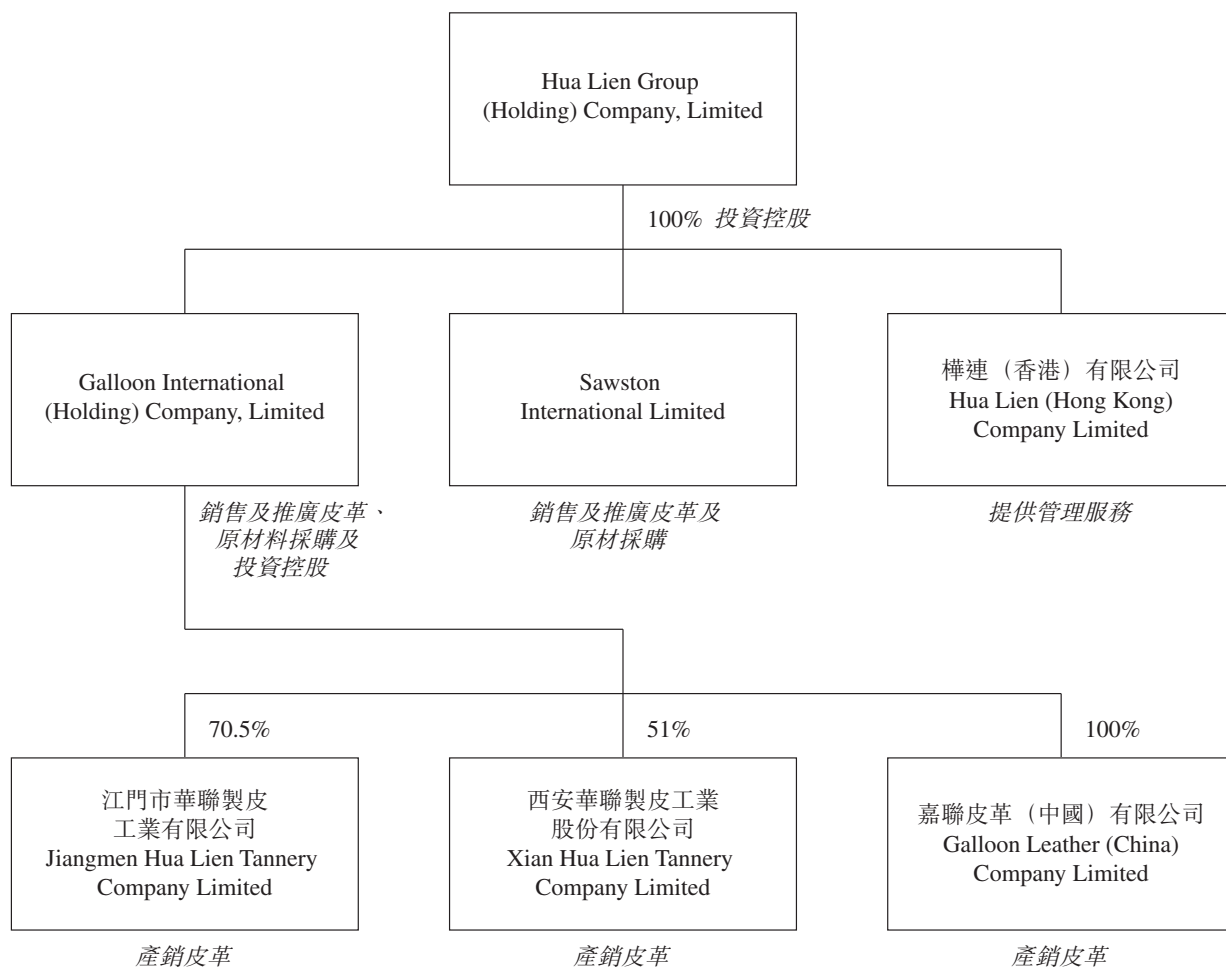 Hua Lien Group
(Holding) Company, Limited
100% 投資控股
Galloon International
(Holding) Company, Limited
銷售及推廣皮革、
原材料採購及
投資控股
Sawston
International Limited
銷售及推廣皮革及
原材採購
樺連（香港）有限公司
Hua Lien (Hong Kong)
Company Limited
提供管理服務
70.5%
江門市華聯製皮
工業有限公司
Jiangmen Hua Lien Tannery
Company Limited
產銷皮革
51%
西安華聯製皮工業
股份有限公司
Xian Hua Lien Tannery
Company Limited
產銷皮革
100%
嘉聯皮革（中國）有限公司
Galloon Leather (China)
Company Limited
產銷皮革